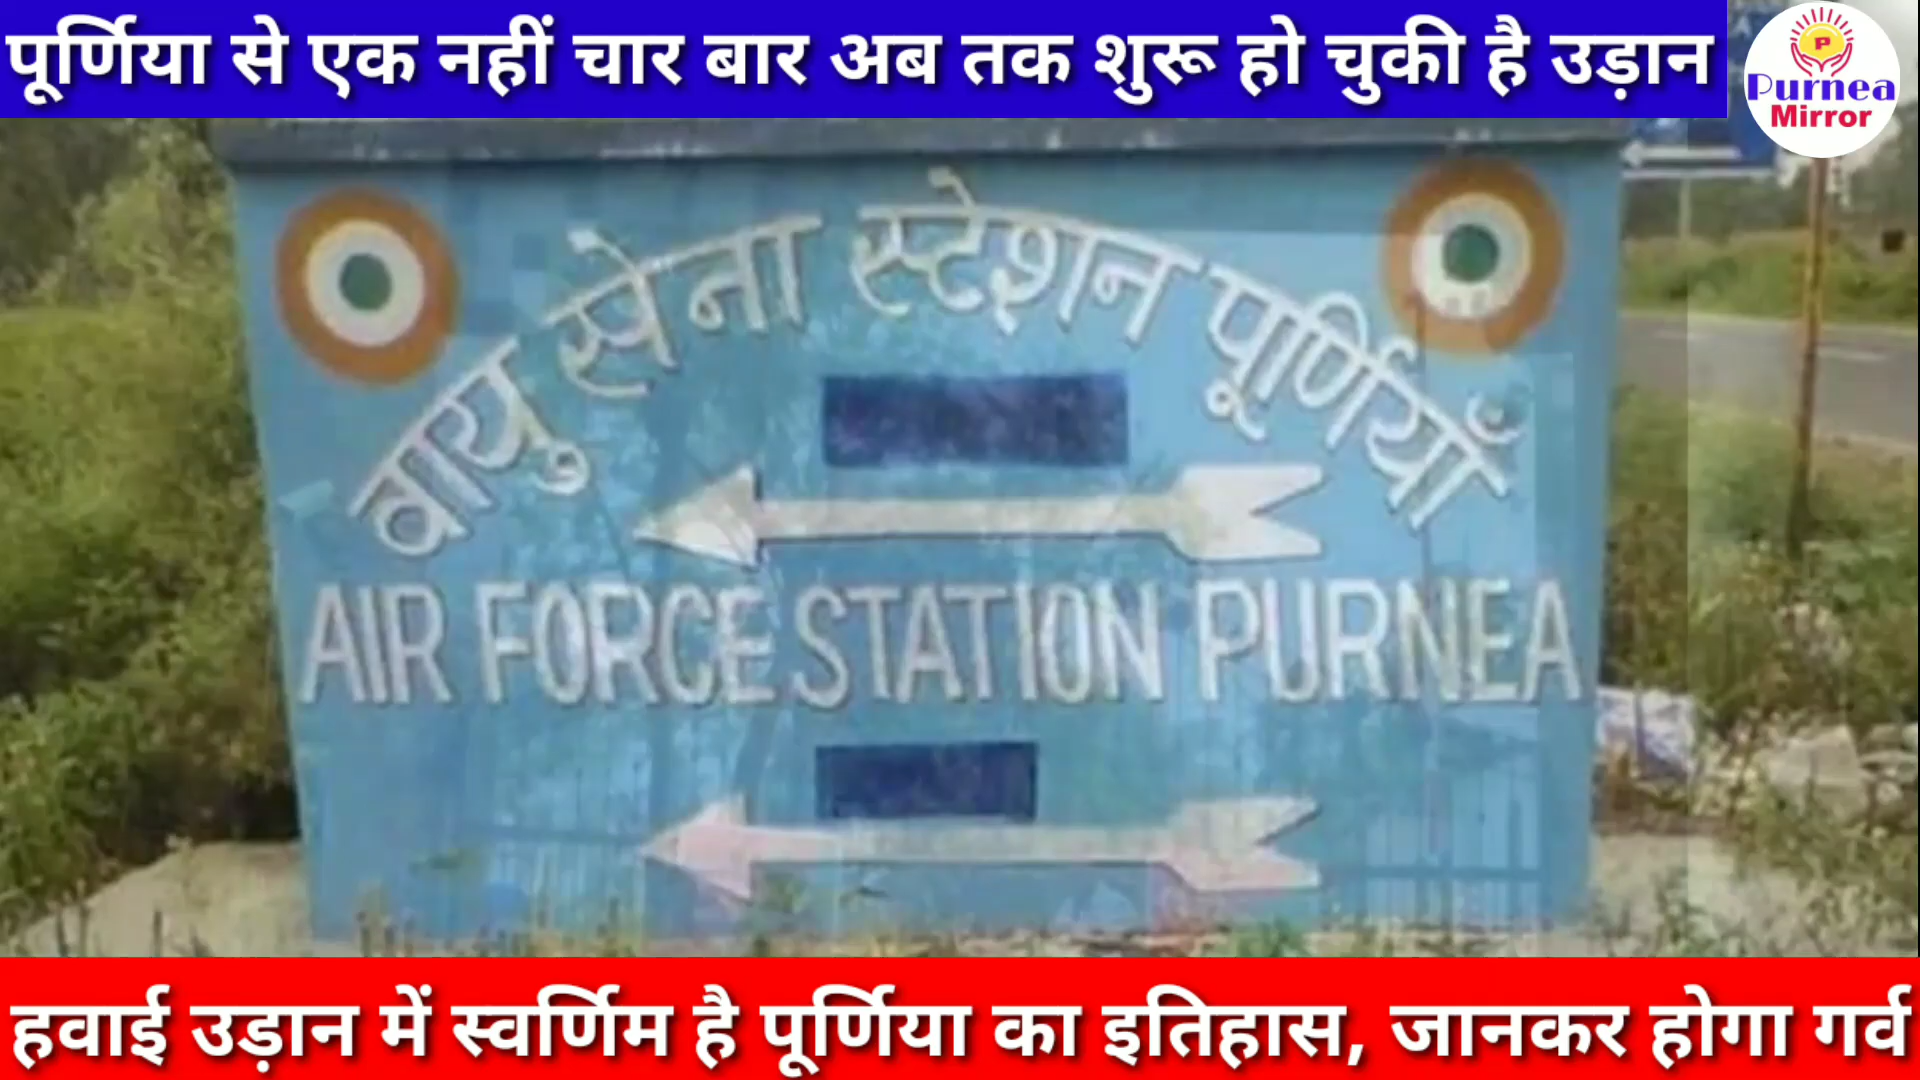 पूर्णिया से एक नहीं चार बार अब तक शुरू हो चुकी है उड़ान
P
Purnea
Mirror
वायु सेना स्टेशन पूर्णियाँ
AIR FORCE STATION PURNEA
हवाई उड़ान में स्वर्णिम है पूर्णिया का इतिहास, जानकर होगा गर्व